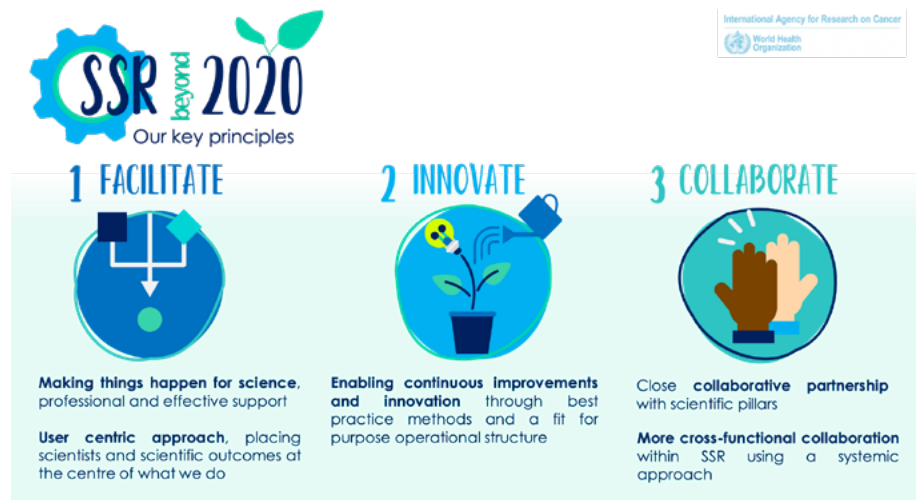 International Agency for Research on Cancer
World Health
Organization
SSR beyond 2020
Our key principles
1 FACILITATE
Making things happen for science,
professional and effective support
User centric approach, placing
scientists and scientific outcomes at
the centre of what we do
2 INNOVATE
Enabling continuous improvements
and innovation through best
practice methods and a fit for
purpose operational structure
3 COLLABORATE
Close collaborative partnership
with scientific pillars
More cross-functional collaboration
within SSR using a systemic
approach